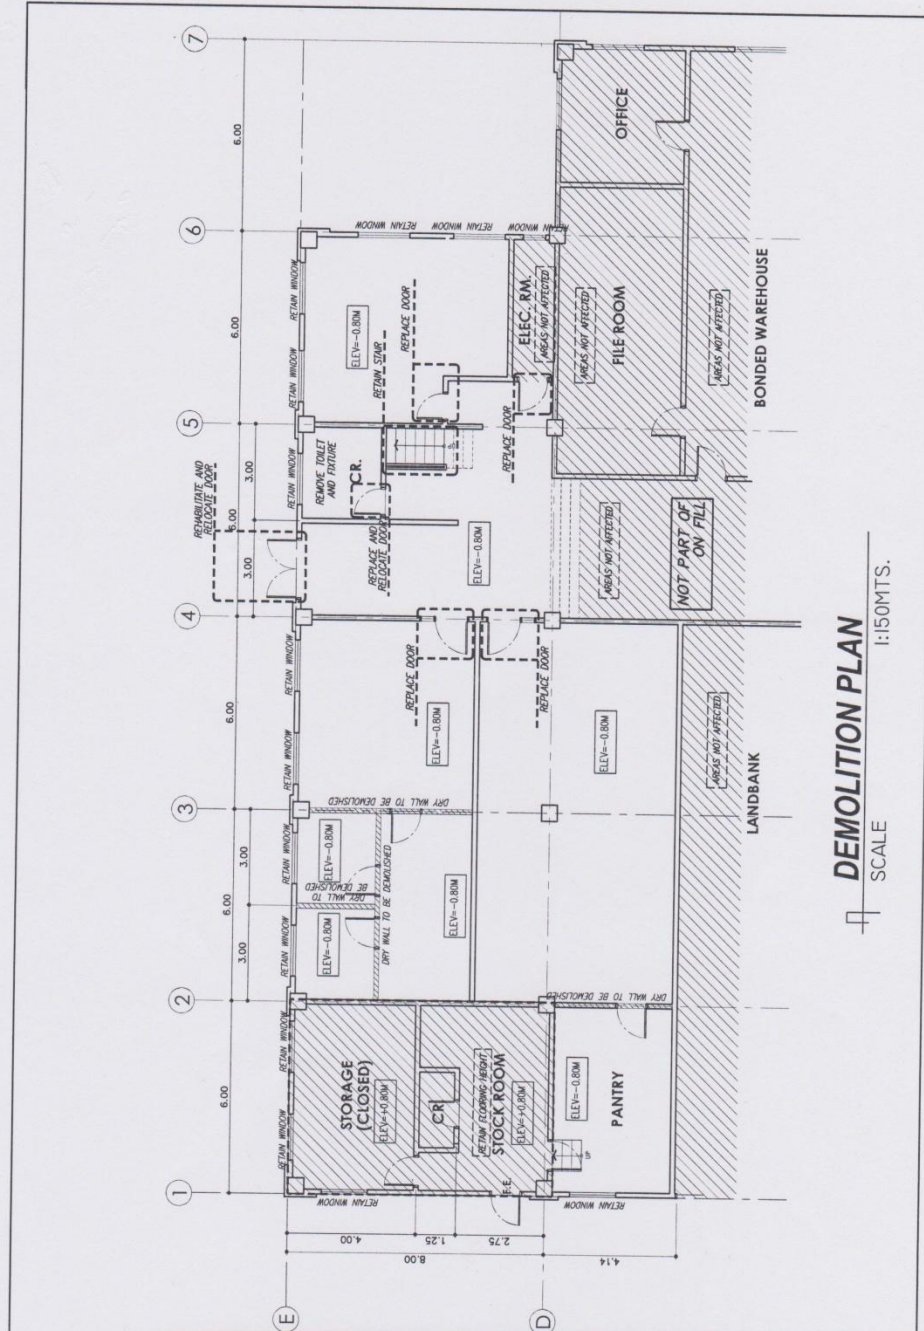 1
2
3
4
5
6
7
6.00
6.00
6.00
6.00
6.00
6.00
3.00
3.00
3.00
3.00
E
D
4.00
1.25
2.75
8.00
4.14
RETAIN WINDOW
RETAIN WINDOW
RETAIN WINDOW
RETAIN WINDOW
RETAIN WINDOW
RETAIN WINDOW
RETAIN WINDOW
RETAIN WINDOW
RETAIN WINDOW
REHABILITATE AND
RELOCATE DOOR
RETAIN WINDOW
RETAIN WINDOW
RETAIN WINDOW
RETAIN WINDOW
RETAIN WINDOW
STORAGE
(CLOSED)
ELEV=+0.80M
CR
RETAIN FLOORING HEIGHT
STOCK ROOM
ELEV=+0.80M
F.E.
ELEV=-0.80M
PANTRY
UP
DRY WALL TO BE DEMOLISHED
ELEV=-0.80M
DRY WALL TO
BE DEMOLISHED
ELEV=-0.80M
DRY WALL TO BE DEMOLISHED
ELEV=-0.80M
DRY WALL TO BE DEMOLISHED
ELEV=-0.80M
REPLACE DOOR
REPLACE DOOR
ELEV=-0.80M
REMOVE TOILET
AND FIXTURE
CR.
REPLACE AND
RELOCATE DOOR
ELEV=-0.80M
RETAIN STAIR
REPLACE DOOR
REPLACE DOOR
ELEV=-0.80M
ELEC. RM.
AREAS NOT AFFECTED
AREAS NOT AFFECTED
FILE ROOM
OFFICE
AREAS NOT AFFECTED
BONDED WAREHOUSE
AREAS NOT AFFECTED
NOT PART OF
ON FILL
AREAS NOT AFFECTED
LANDBANK
DEMOLITION PLAN
SCALE 1:150MTS.